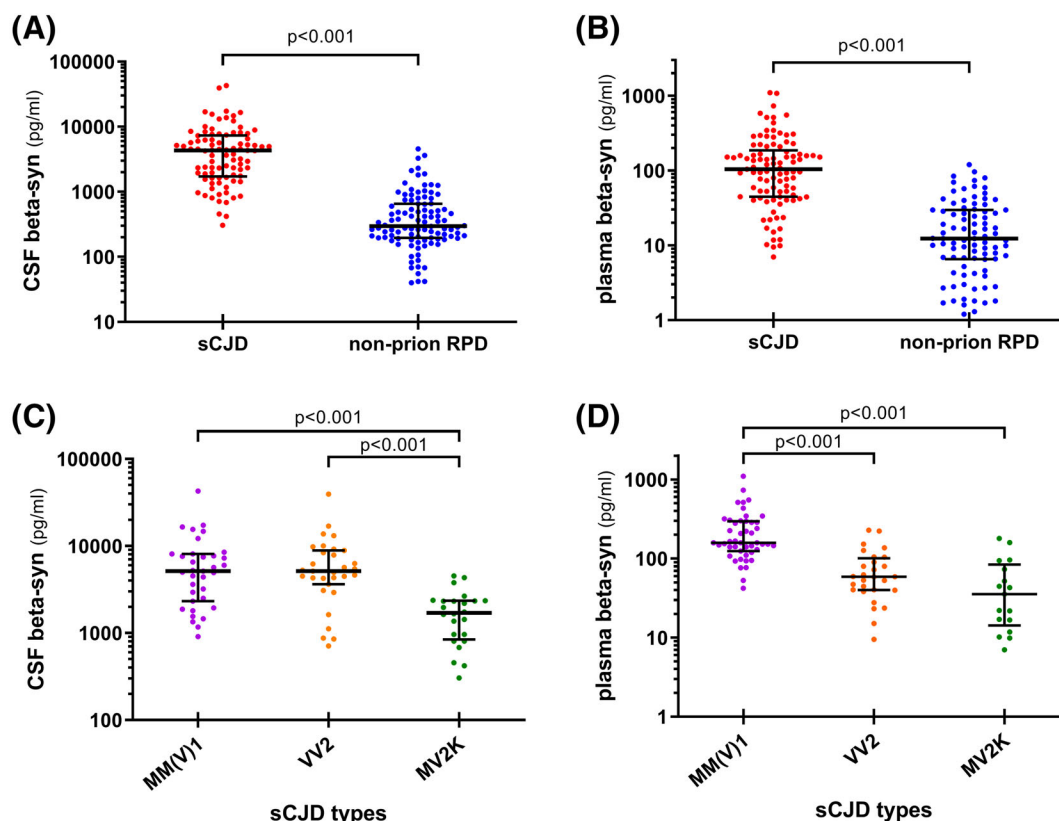 (A)
p<0.001
100000
10000
1000
100
10
CSF beta-syn (pg/ml)
sCJD
non-prion RPD
(B)
p<0.001
1000
100
10
1
plasma beta-syn (pg/ml)
sCJD
non-prion RPD
(C)
p<0.001
p<0.001
100000
10000
1000
100
CSF beta-syn (pg/ml)
MM(V)1
VV2
MV2K
sCJD types
(D)
p<0.001
p<0.001
1000
100
10
1
plasma beta-syn (pg/ml)
MM(V)1
VV2
MV2K
sCJD types